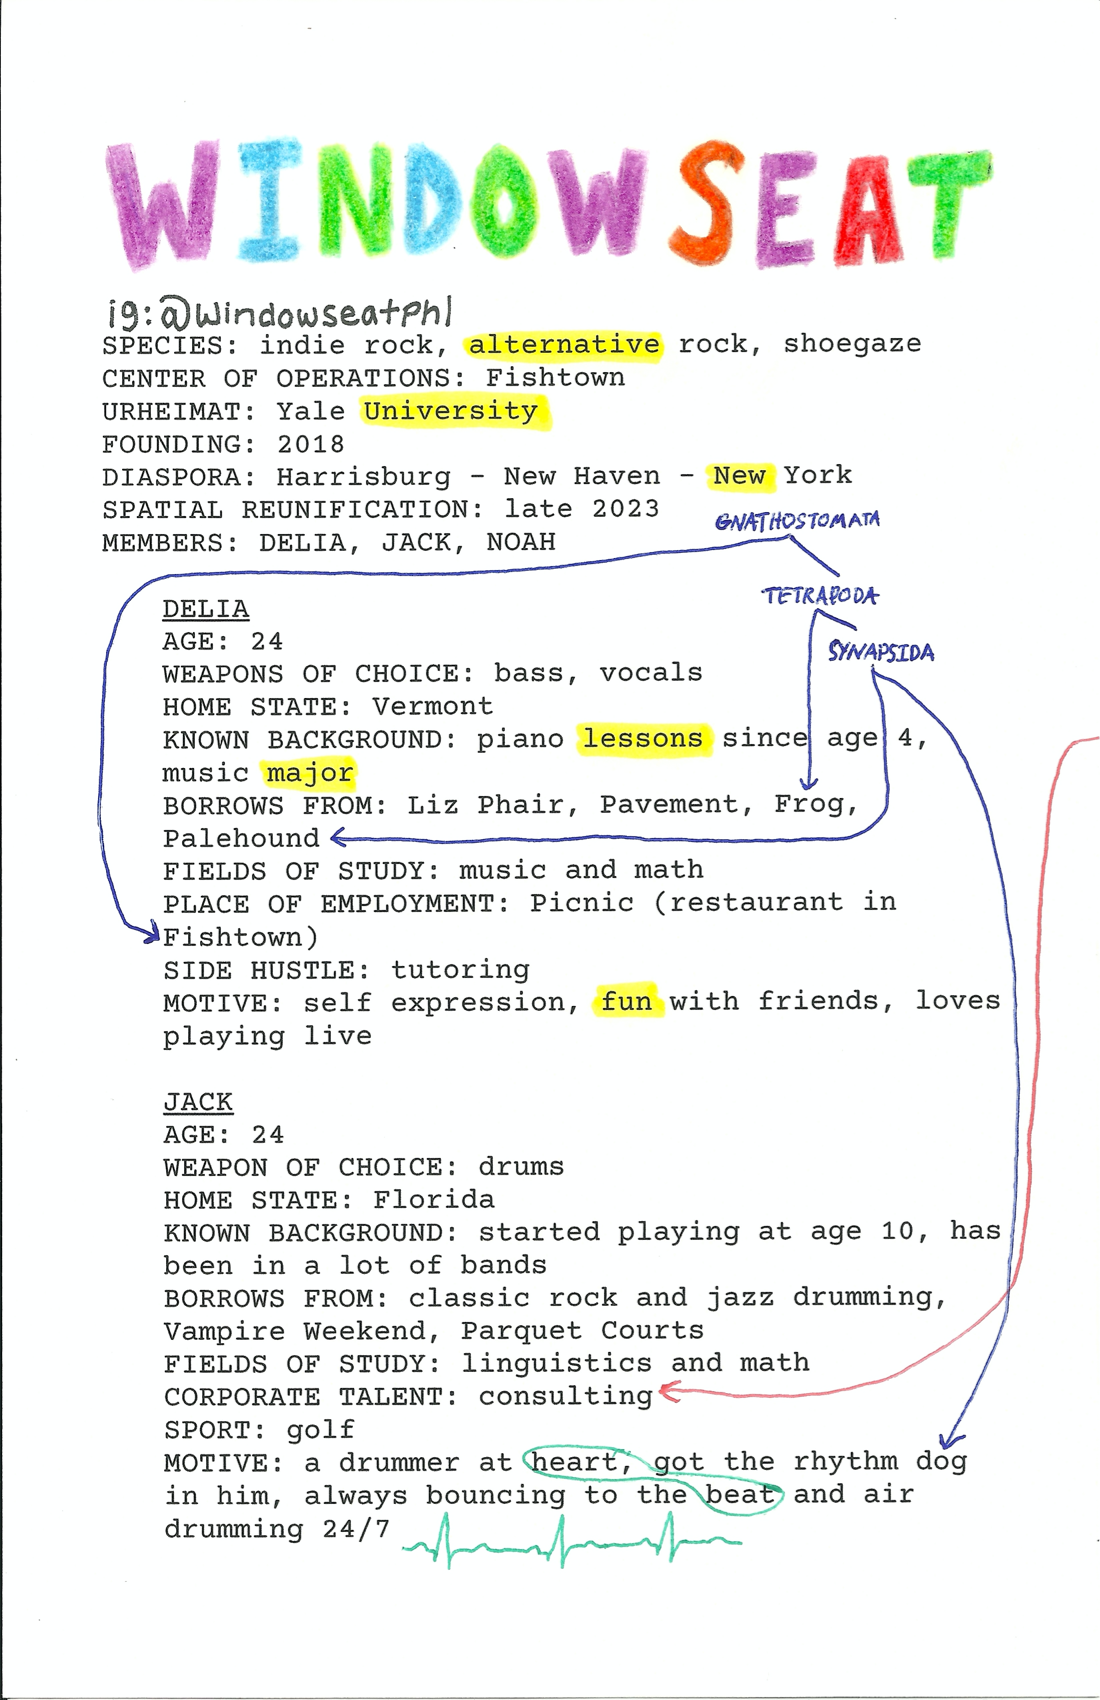 WINDOW SEAT
ig:@windowseatphl
SPECIES: indie rock, alternative rock, shoegaze
CENTER OF OPERATIONS: Fishtown
URHEIMAT: Yale University
FOUNDING: 2018
DIASPORA: Harrisburg - New Haven - New York
SPATIAL REUNIFICATION: late 2023
GNATHOSTOMATA
MEMBERS: DELIA, JACK, NOAH
TETRAPODA
DELIA
AGE: 24
SYNAPSIDA
WEAPONS OF CHOICE: bass, vocals
HOME STATE: Vermont
KNOWN BACKGROUND: piano lessons since age 4,
music major
BORROWS FROM: Liz Phair, Pavement, Frog,
Palehound
FIELDS OF STUDY: music and math
PLACE OF EMPLOYMENT: Picnic (restaurant in
Fishtown)
SIDE HUSTLE: tutoring
MOTIVE: self expression, fun with friends, loves
playing live
JACK
AGE: 24
WEAPON OF CHOICE: drums
HOME STATE: Florida
KNOWN BACKGROUND: started playing at age 10, has
been in a lot of bands
BORROWS FROM: classic rock and jazz drumming,
Vampire Weekend, Parquet Courts
FIELDS OF STUDY: linguistics and math
CORPORATE TALENT: consulting
SPORT: golf
MOTIVE: a drummer at heart, got the rhythm dog
in him, always bouncing to the beat and air
drumming 24/7